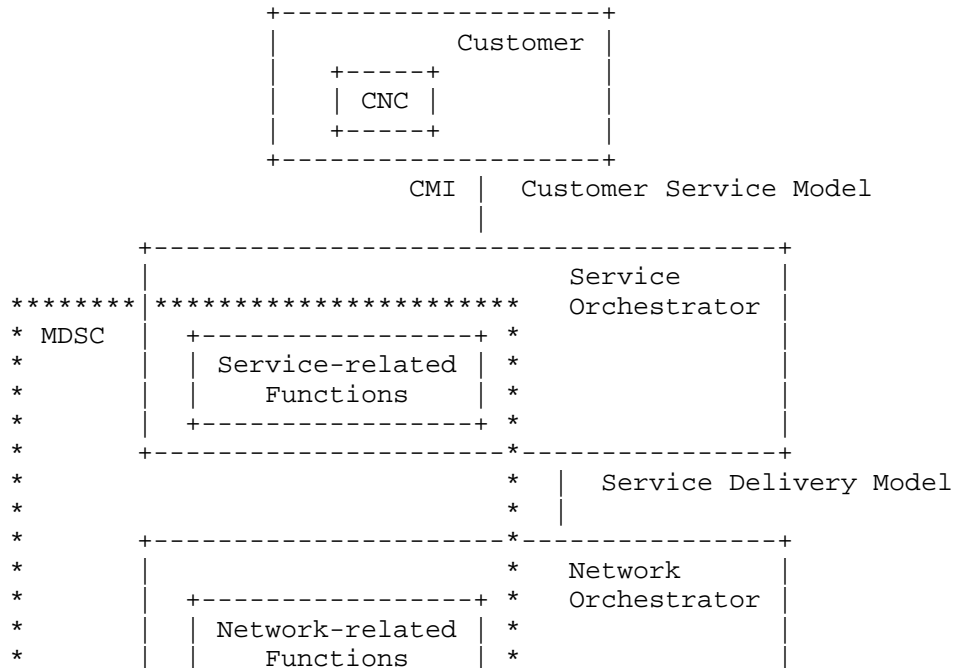 Customer
CNC
CMI | Customer Service Model
Service
******** *********************** Orchestrator
* MDSC *
* Service-related *
* Functions *
*
* *
* * Service Delivery Model
* *
* *
* * Network
* * Orchestrator
* Network-related *
* Functions *